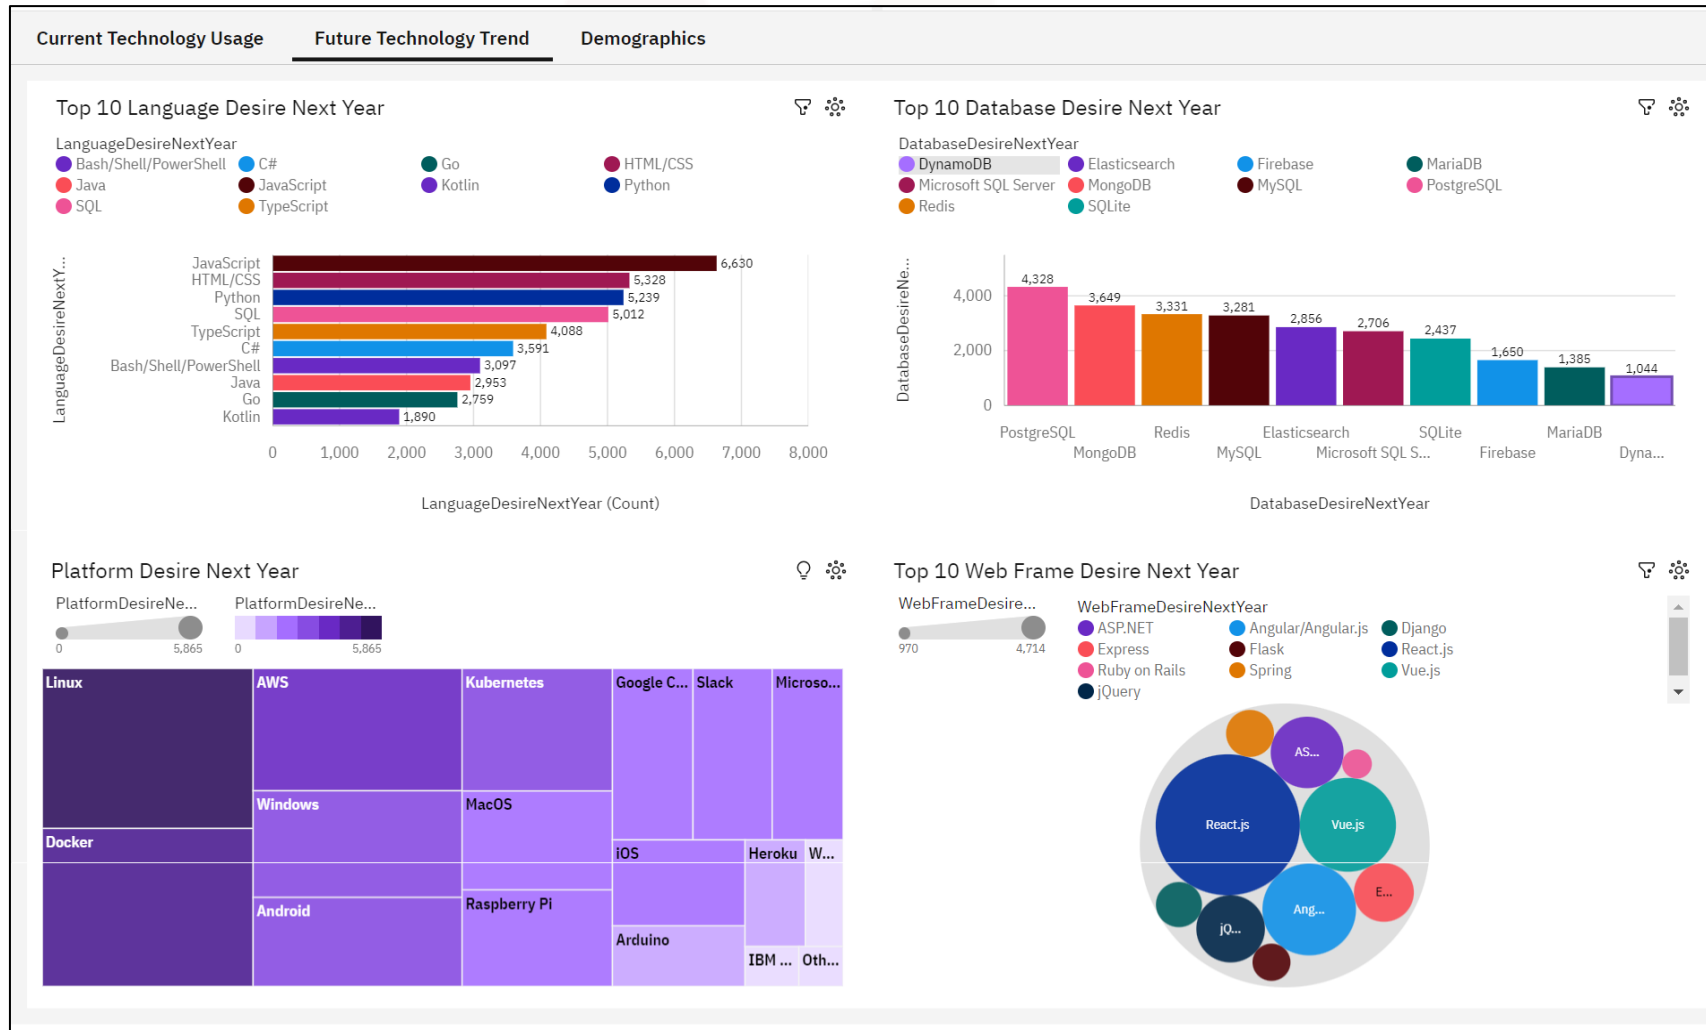 Current Technology Usage Future Technology Trend Demographics
Top 10 Language Desire Next Year
LanguageDesireNextYear
Bash/Shell/PowerShell C# Go HTML/CSS
Java JavaScript Kotlin Python
SQL TypeScript
LanguageDesireNextY...
JavaScript 6,630
HTML/CSS 5,328
Python 5,239
SQL 5,012
TypeScript 4,088
C# 3,591
Bash/Shell/PowerShell 3,097
Java 2,953
Go 2,759
Kotlin 1,890
0 1,000 2,000 3,000 4,000 5,000 6,000 7,000 8,000
LanguageDesireNextYear (Count)
Top 10 Database Desire Next Year
DatabaseDesireNextYear
DynamoDB Elasticsearch Firebase MariaDB
Microsoft SQL Server MongoDB MySQL PostgreSQL
Redis SQLite
DatabaseDesireNe...
4,000
2,000
0
4,328 3,649 3,331 3,281 2,856 2,706 2,437 1,650 1,385 1,044
PostgreSQL Redis Elasticsearch SQLite MariaDB
MongoDB MySQL Microsoft SQL S... Firebase Dyna...
DatabaseDesireNextYear
Platform Desire Next Year
PlatformDesireNe... PlatformDesireNe...
0 5,865 0 5,865
Linux AWS Kubernetes Google C... Slack Microso...
Windows MacOS
Docker iOS Heroku W...
Android Raspberry Pi
Arduino IBM ... Oth...
Top 10 Web Frame Desire Next Year
WebFrameDesire... WebFrameDesireNextYear
970 4,714
ASP.NET Angular/Angular.js Django
Express Flask React.js
Ruby on Rails Spring Vue.js
jQuery
AS...
React.js Vue.js
E...
Ang...
jQ...